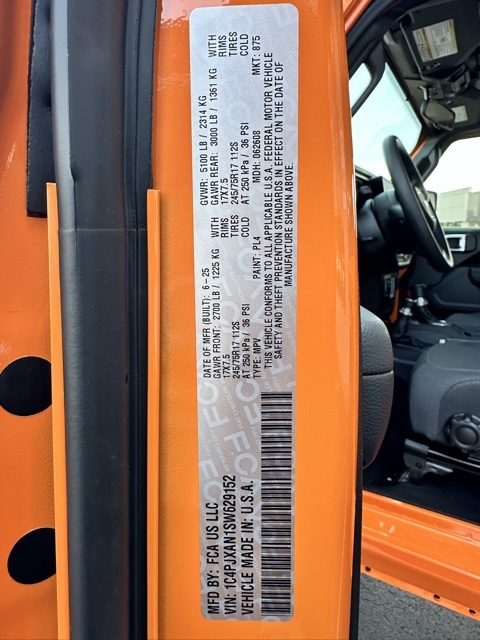 MFD BY: FCA US LLC
DATE OF MFR (BUILT): 6-25
GVWR: 5100 LB / 2314 KG
GAWR FRONT: 2700 LB / 1225 KG
GAWR REAR: 3000 LB / 1361 KG
WITH
17X7.5
17X7.5
RIMS
245/75R17 112S
245/75R17 112S
TIRES
AT 250 kPa / 36 PSI
AT 250 kPa / 36 PSI
COLD
TYPE: MPV
PAINT: PL4
MDH: 062608
MKT: 875
THIS VEHICLE CONFORMS TO ALL APPLICABLE U.S.A. FEDERAL MOTOR VEHICLE
SAFETY AND THEFT PREVENTION STANDARDS IN EFFECT ON THE DATE OF
MANUFACTURE SHOWN ABOVE.
VIN: 1C4PJXAN1SW629152
VEHICLE MADE IN: U.S.A.